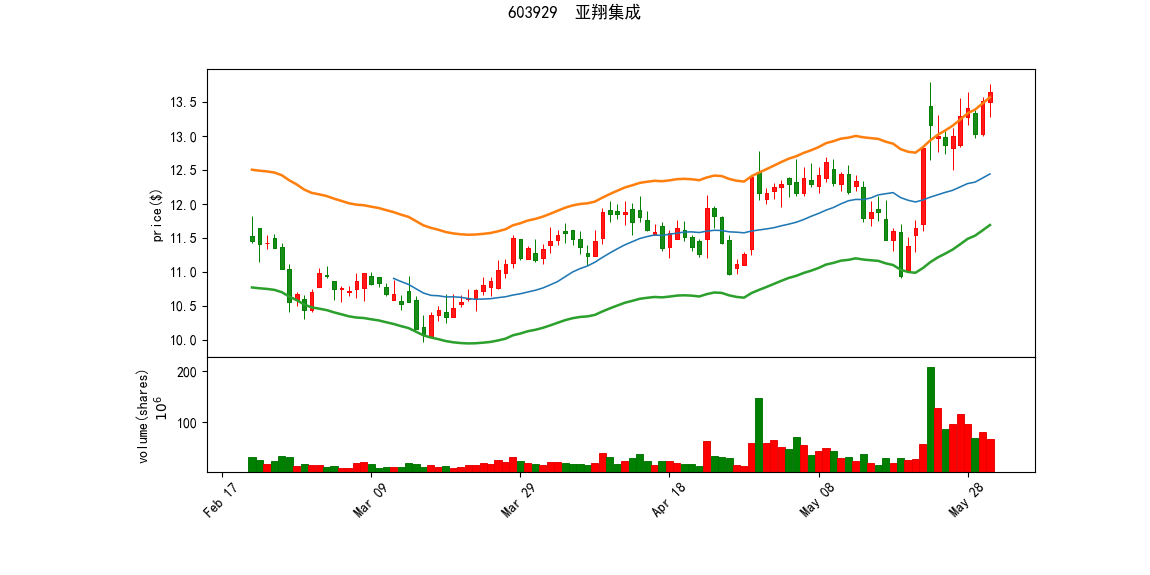 603929 亚翔集成
price($)
13.5
13.0
12.5
12.0
11.5
11.0
10.5
10.0
volume(shares)
10^6
200
100
Feb 17
Mar 09
Mar 29
Apr 18
May 08
May 28